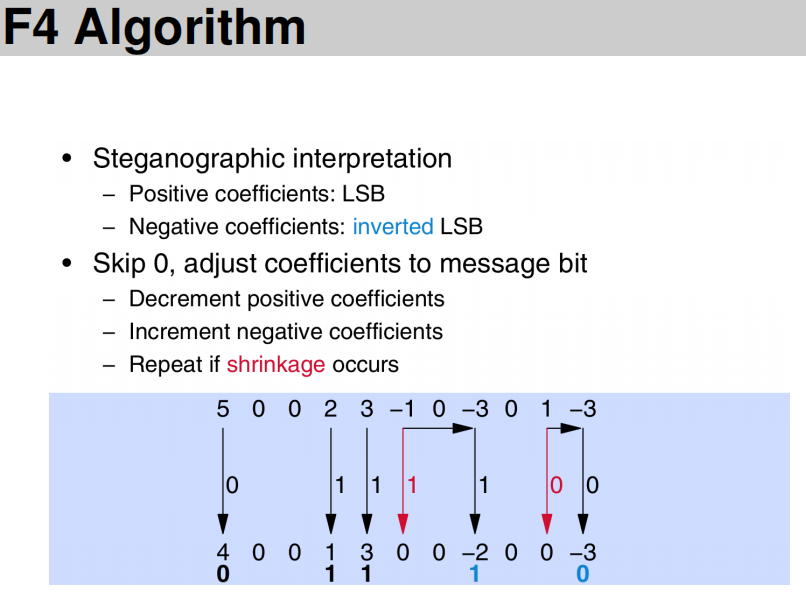 F4 Algorithm
• Steganographic interpretation
– Positive coefficients: LSB
– Negative coefficients: inverted LSB
• Skip 0, adjust coefficients to message bit
– Decrement positive coefficients
– Increment negative coefficients
– Repeat if shrinkage occurs
5 0 0 2 3 −1 0 −3 0 1 −3
0 1 1 1 1 0 0
4 0 0 1 3 0 0 −2 0 0 −3
0 1 1 1 0